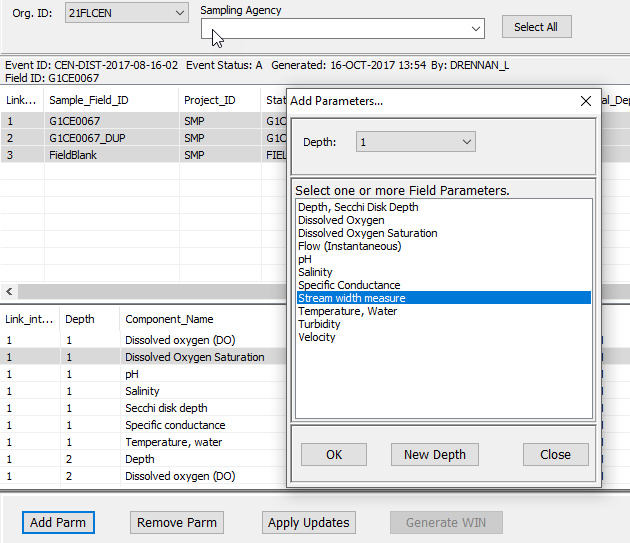 Org. ID: 21FLCEN Sampling Agency Select All
Event ID: CEN-DIST-2017-08-16-02 Event Status: A Generated: 16-OCT-2017 13:54 By: DRENNAN_L
Field ID: G1CE0067
Link... Sample_Field_ID Project_ID
1 G1CE0067 SMP
2 G1CE0067_DUP SMP
3 FieldBlank SMP
<
Link_int... Depth Component_Name
1 1 Dissolved oxygen (DO)
1 1 Dissolved Oxygen Saturation
1 1 pH
1 1 Salinity
1 1 Secchi disk depth
1 1 Specific conductance
1 1 Temperature, water
1 2 Depth
1 2 Dissolved oxygen (DO)
Add Parameters...
Depth: 1
Select one or more Field Parameters.
Depth, Secchi Disk Depth
Dissolved Oxygen
Dissolved Oxygen Saturation
Flow (Instantaneous)
pH
Salinity
Specific Conductance
Stream width measure
Temperature, Water
Turbidity
Velocity
OK New Depth Close
Add Parm Remove Parm Apply Updates Generate WIN